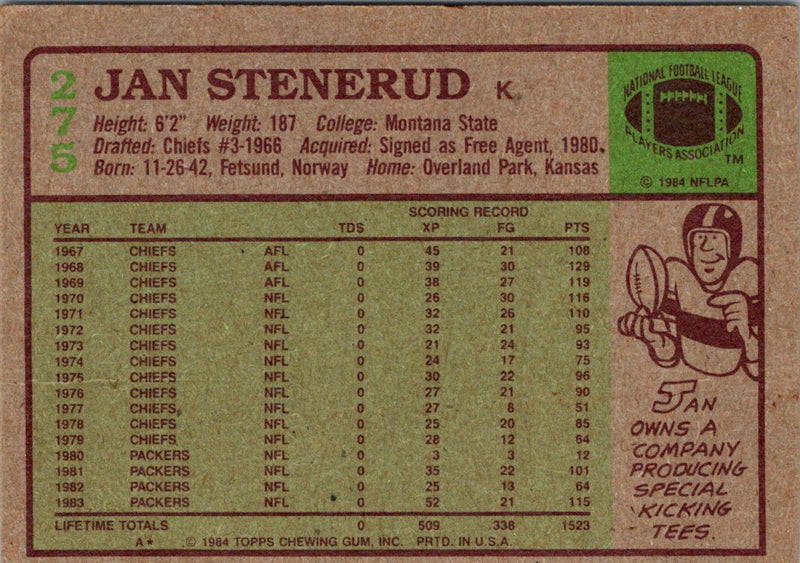 275
JAN STENERUD K.
Height: 6'2" Weight: 187 College: Montana State
Drafted: Chiefs #3-1966 Acquired: Signed as Free Agent, 1980.
Born: 11-26-42, Fetsund, Norway Home: Overland Park, Kansas
NATIONAL FOOTBALL LEAGUE
PLAYERS ASSOCIATION
TM
© 1984 NFLPA
SCORING RECORD
YEAR TEAM TDS XP FG PTS
1967 CHIEFS AFL 0 45 21 108
1968 CHIEFS AFL 0 39 30 129
1969 CHIEFS AFL 0 38 27 119
1970 CHIEFS NFL 0 26 30 116
1971 CHIEFS NFL 0 32 26 110
1972 CHIEFS NFL 0 32 21 95
1973 CHIEFS NFL 0 21 24 93
1974 CHIEFS NFL 0 24 17 75
1975 CHIEFS NFL 0 30 22 96
1976 CHIEFS NFL 0 27 21 90
1977 CHIEFS NFL 0 27 8 51
1978 CHIEFS NFL 0 25 20 85
1979 CHIEFS NFL 0 28 12 64
1980 PACKERS NFL 0 3 3 12
1981 PACKERS NFL 0 35 22 101
1982 PACKERS NFL 0 25 13 64
1983 PACKERS NFL 0 52 21 115
LIFETIME TOTALS 0 509 338 1523
A* © 1984 TOPPS CHEWING GUM, INC. PRTD. IN U.S.A.
JAN
OWNS A
COMPANY
PRODUCING
SPECIAL
KICKING
TEES.